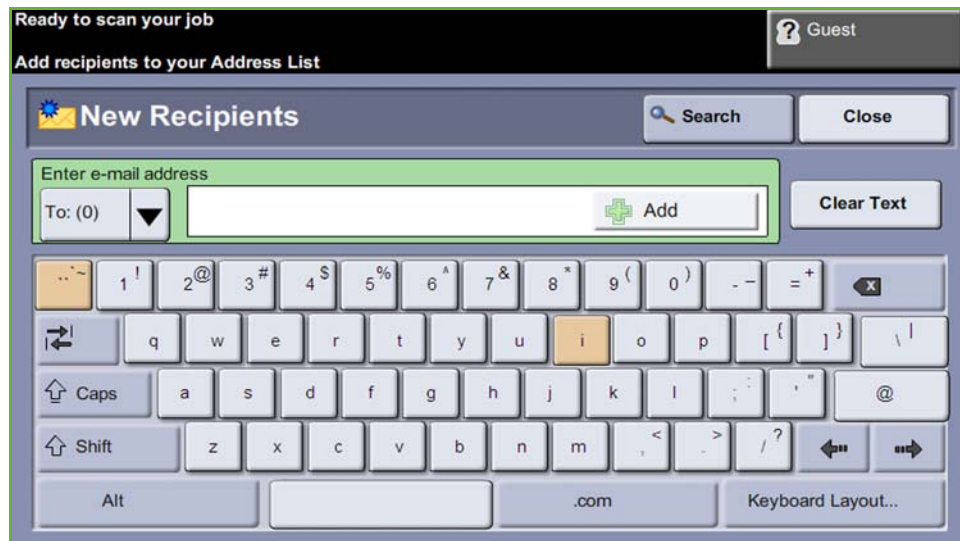 Ready to scan your job
Guest
Add recipients to your Address List
New Recipients
Search
Close
Enter e-mail address
To: (0)
Add
Clear Text
..`~ 1 ! 2 @ 3 # 4 $ 5 % 6 ^ 7 & 8 * 9 ( 0 ) - _ = +
q w e r t y u i o p [ { ] } \ |
Caps a s d f g h j k l ; : ' " @
Shift z x c v b n m , < . > / ?
Alt .com Keyboard Layout...